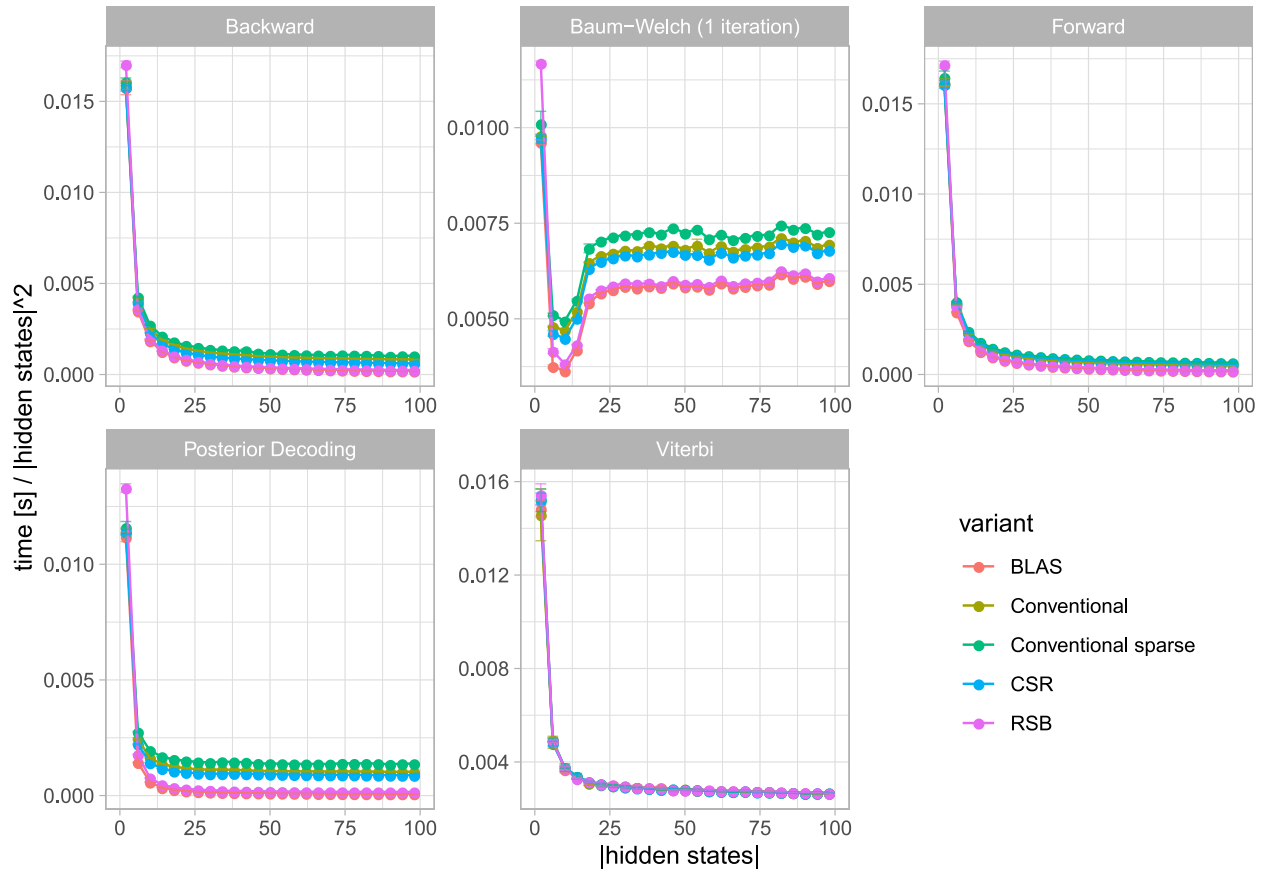 Backward
Baum−Welch (1 iteration)
Forward
0.015
0.010
0.005
0.000
0 25 50 75 100
0.0100
0.0075
0.0050
0 25 50 75 100
0.015
0.010
0.005
0.000
0 25 50 75 100
time [s] / |hidden states|^2
Posterior Decoding
Viterbi
0.010
0.005
0.000
0 25 50 75 100
0.016
0.012
0.008
0.004
0 25 50 75 100
|hidden states|
variant
BLAS
Conventional
Conventional sparse
CSR
RSB